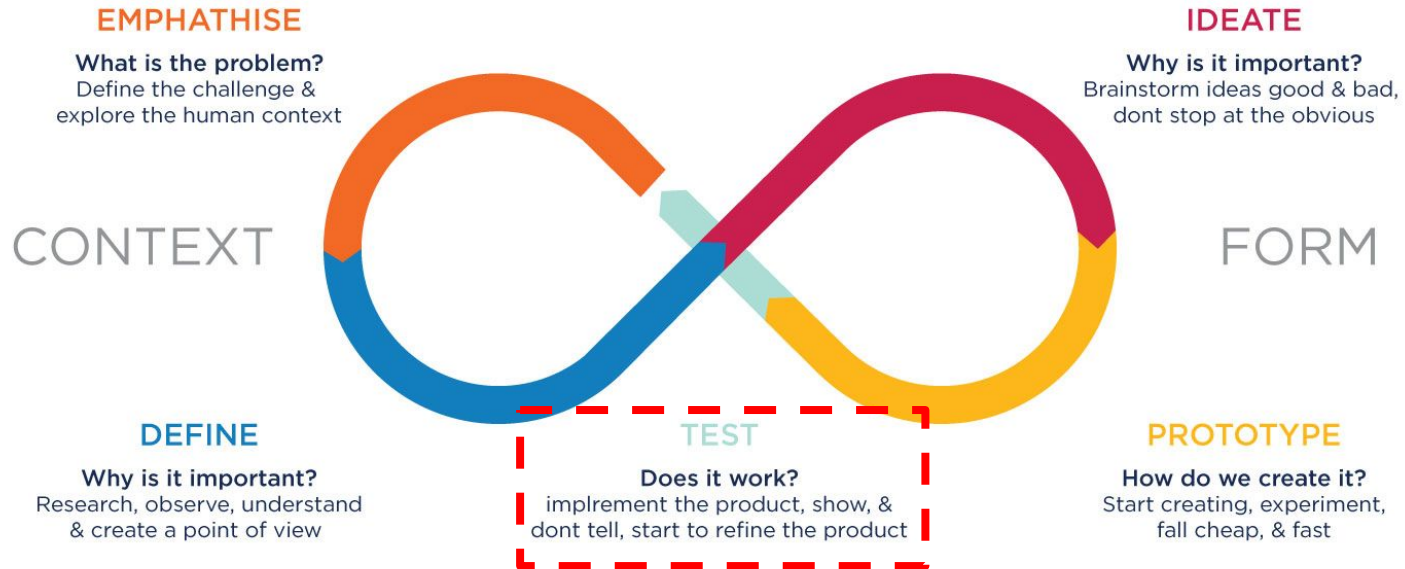 EMPHATHISE
What is the problem?
Define the challenge &
explore the human context
IDEATE
Why is it important?
Brainstorm ideas good & bad,
dont stop at the obvious
CONTEXT
FORM
DEFINE
Why is it important?
Research, observe, understand
& create a point of view
TEST
Does it work?
implrement the product, show, &
dont tell, start to refine the product
PROTOTYPE
How do we create it?
Start creating, experiment,
fall cheap, & fast